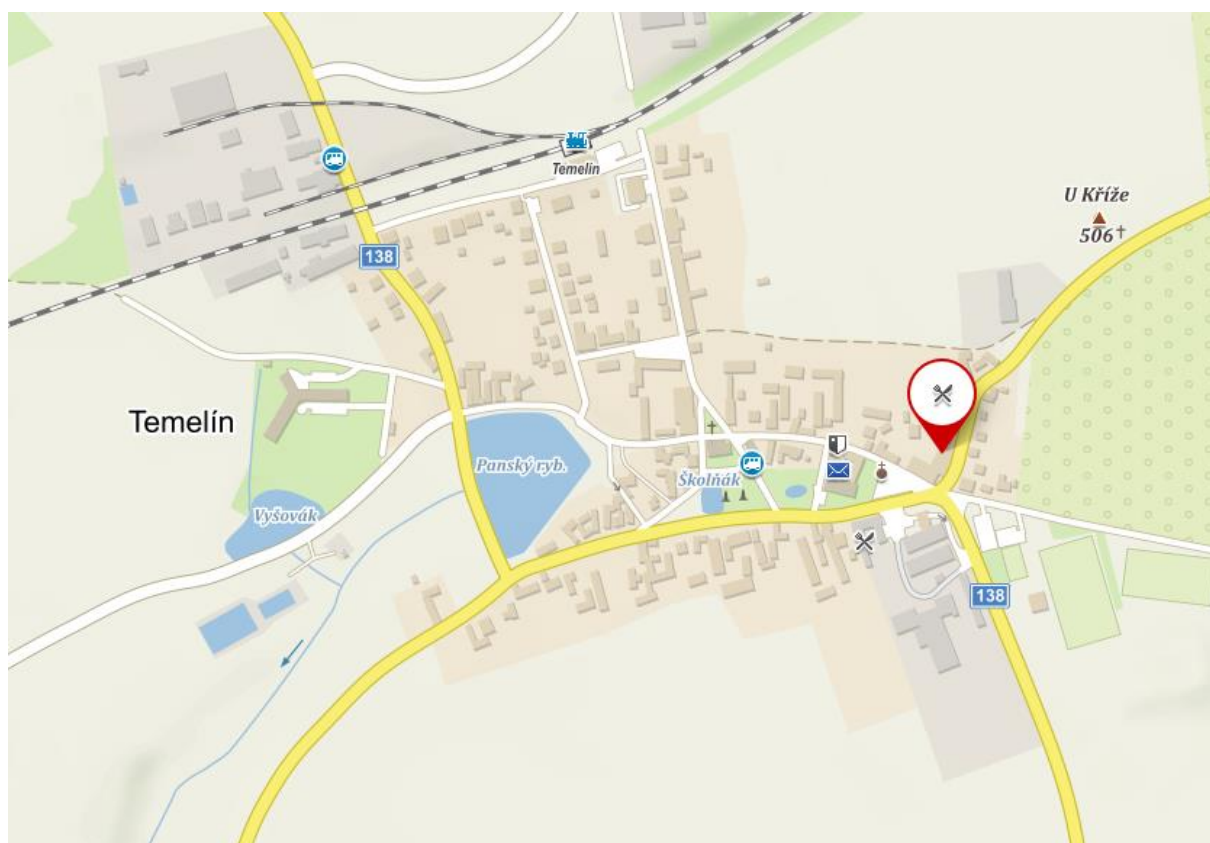 Temelín
U Kříže
506
138
Temelín
Panský ryb.
Školňák
Vyšovák
138